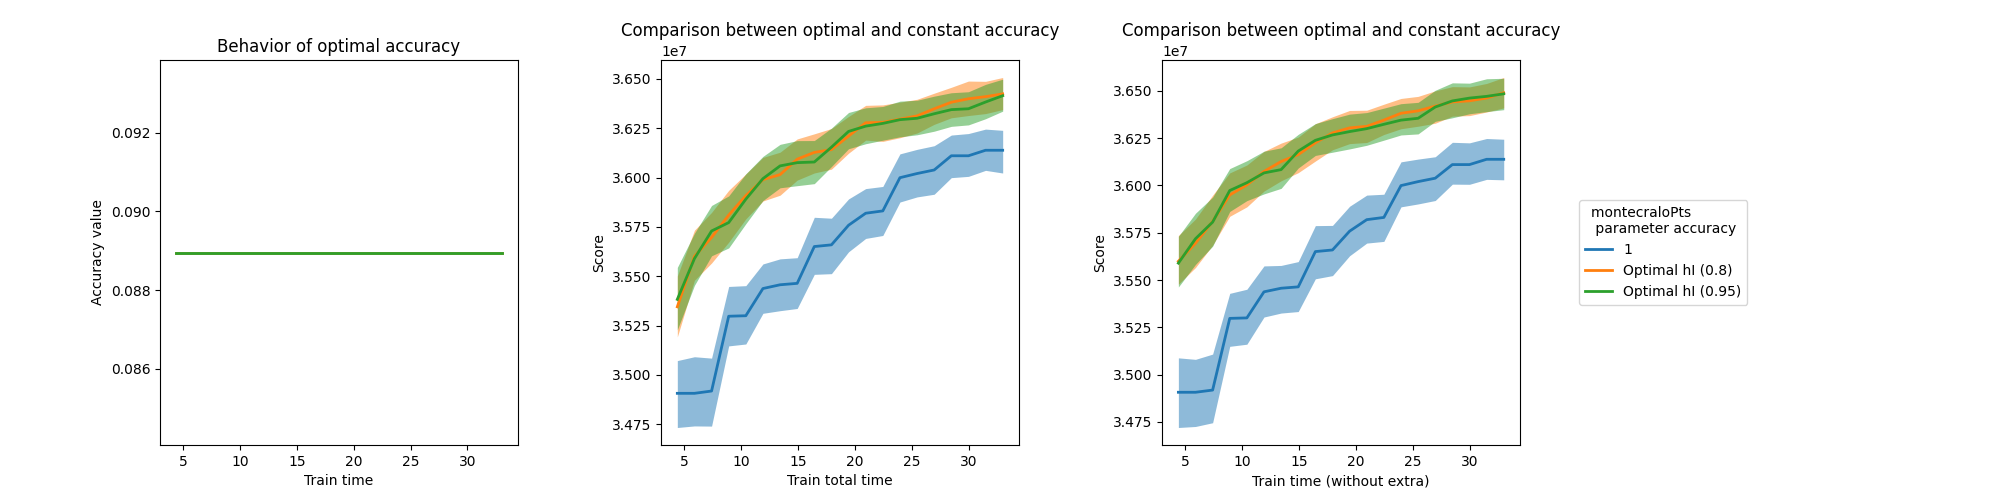 Behavior of optimal accuracy
Accuracy value
0.092
0.090
0.088
0.086
5 10 15 20 25 30
Train time
Comparison between optimal and constant accuracy
1e7
Score
3.650
3.625
3.600
3.575
3.550
3.525
3.500
3.475
5 10 15 20 25 30
Train total time
Comparison between optimal and constant accuracy
1e7
Score
3.650
3.625
3.600
3.575
3.550
3.525
3.500
3.475
5 10 15 20 25 30
Train time (without extra)
montecraloPts
parameter accuracy
1
Optimal hI (0.8)
Optimal hI (0.95)